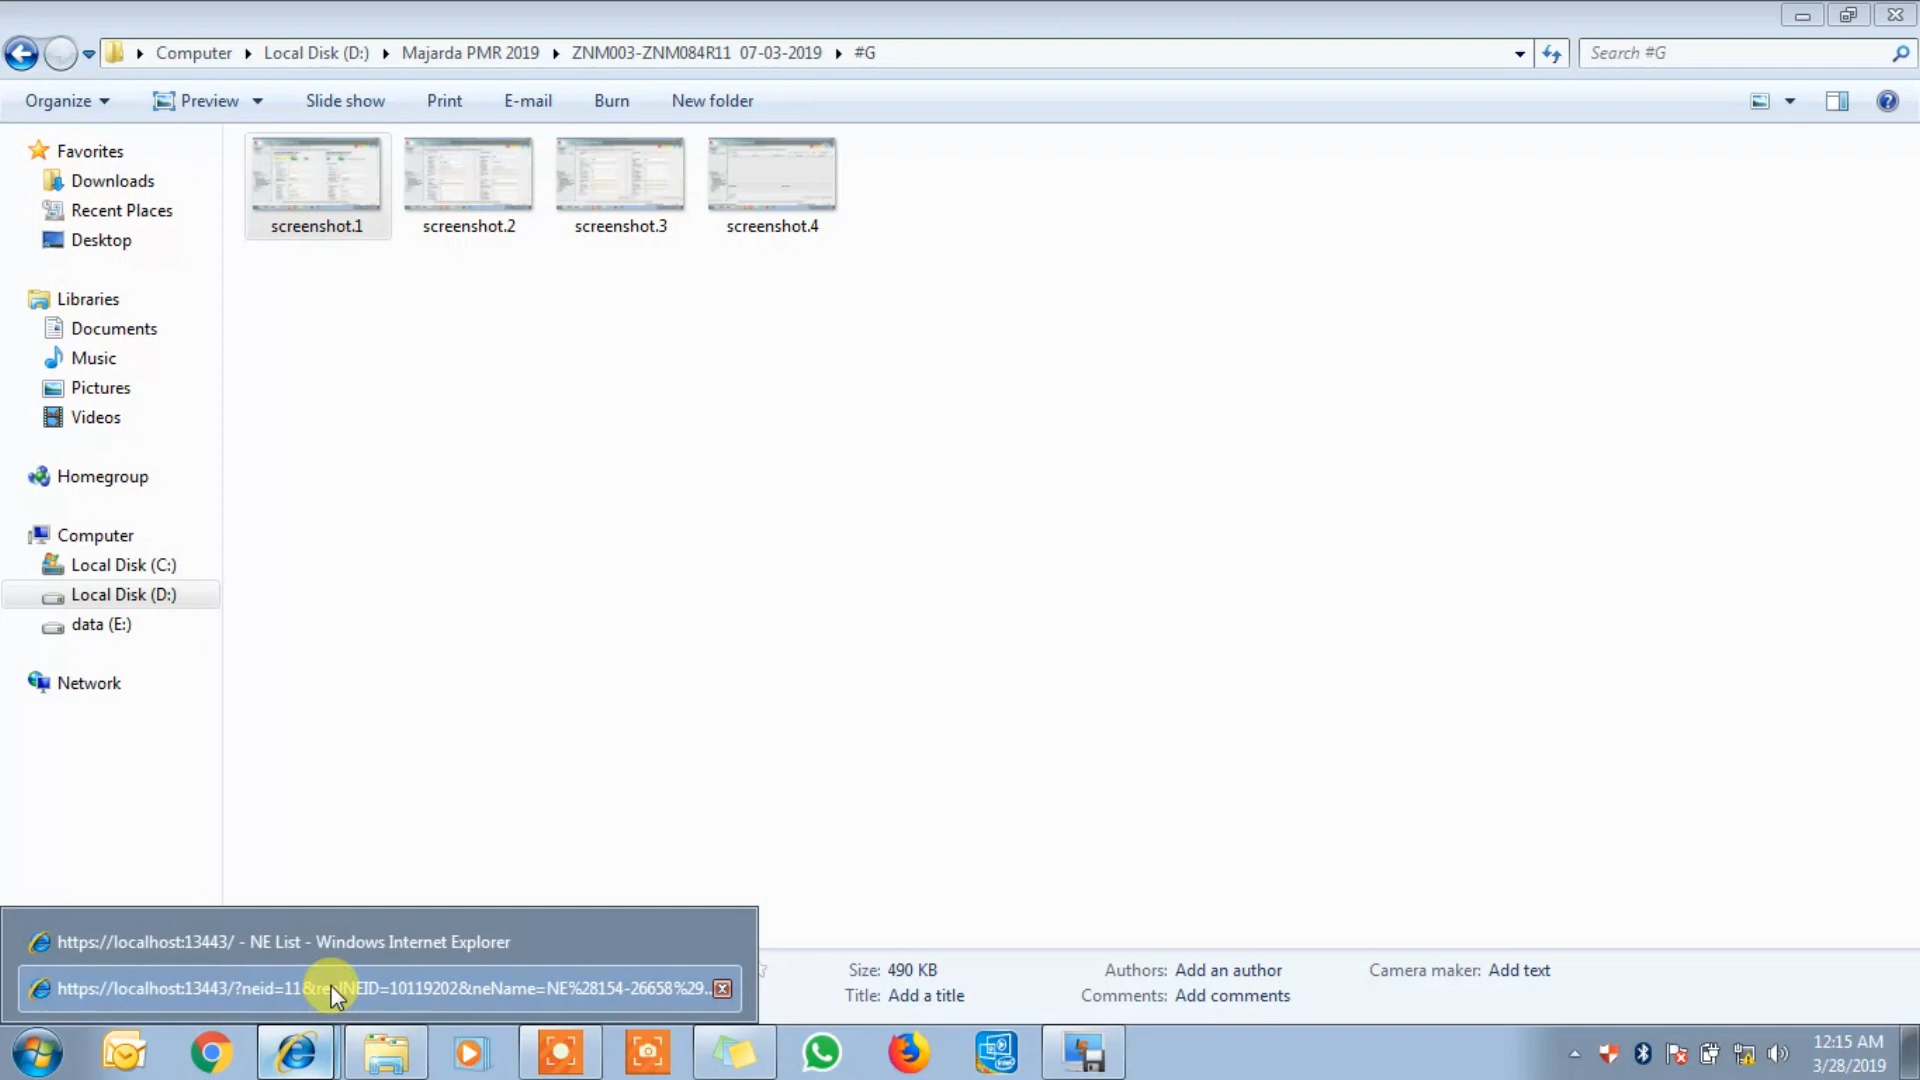 Computer Local Disk (D:) Majarda PMR 2019 ZNM003-ZNM084R11 07-03-2019 #G Search #G
Organize Preview Slide show Print E-mail Burn New folder
Favorites
Downloads
Recent Places
Desktop
Libraries
Documents
Music
Pictures
Videos
Homegroup
Computer
Local Disk (C:)
Local Disk (D:)
data (E:)
Network
screenshot.1 screenshot.2 screenshot.3 screenshot.4
https://localhost:13443/ - NE List - Windows Internet Explorer
https://localhost:13443/?neid=11&realNEID=10119202&neName=NE%28154-26658%29...
Size: 490 KB Authors: Add an author Camera maker: Add text
Title: Add a title Comments: Add comments
12:15 AM
3/28/2019